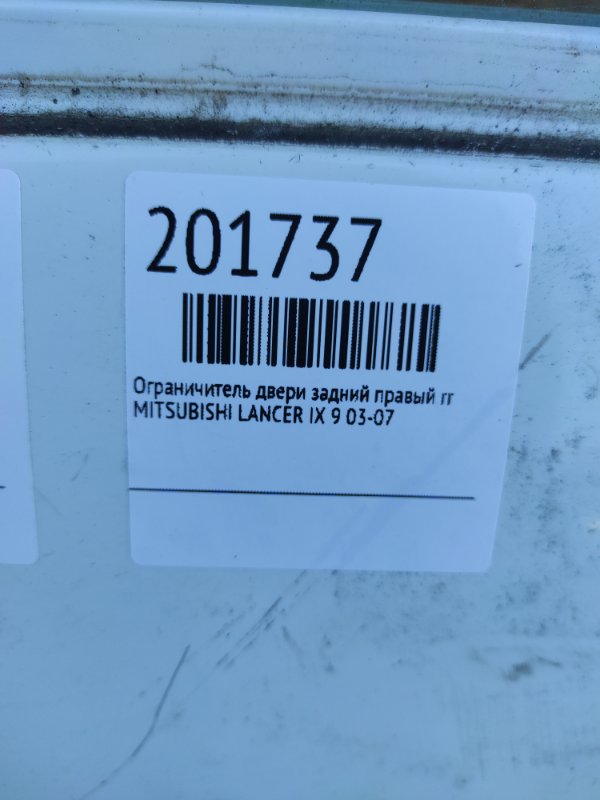 201737
Ограничитель двери задний правый гг
MITSUBISHI LANCER IX 9 03-07